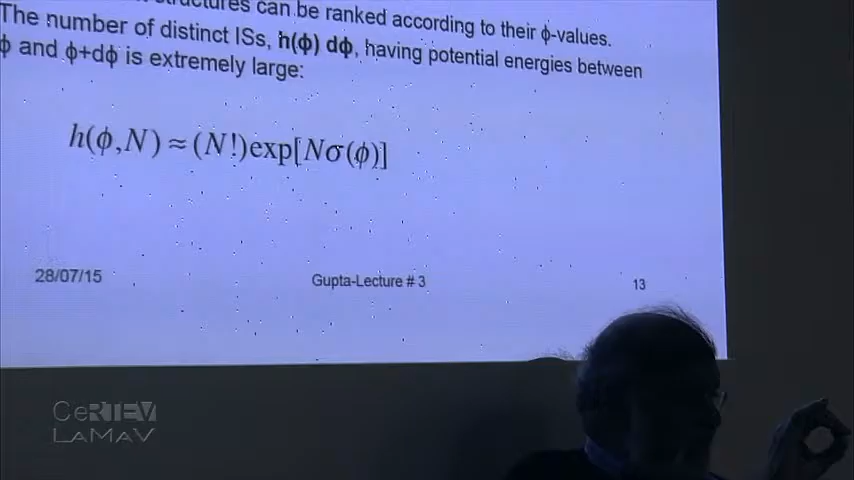 structures can be ranked according to their ϕ-values.
The number of distinct ISs, h(ϕ) dϕ, having potential energies between
ϕ and ϕ+dϕ is extremely large:
h(ϕ,N) ≈ (N!)exp[Nσ(ϕ)]
28/07/15 Gupta-Lecture # 3 13
CeRTEV
LaMaV